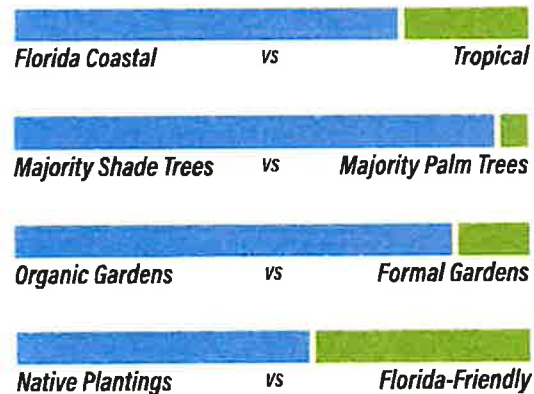 Florida Coastal vs Tropical
Majority Shade Trees vs Majority Palm Trees
Organic Gardens vs Formal Gardens
Native Plantings vs Florida-Friendly